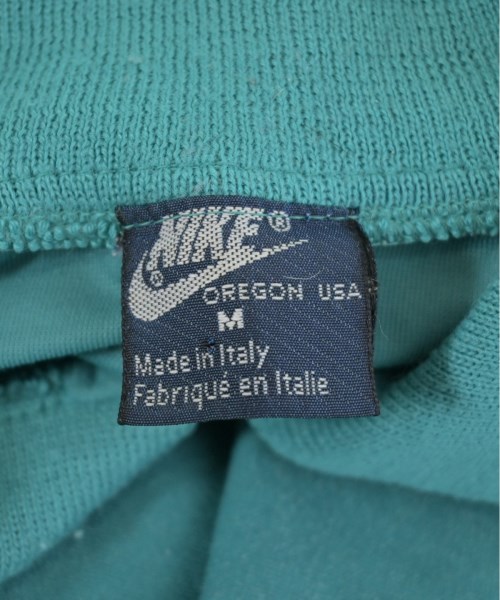 NIKE®
®
OREGON USA
M
Made in Italy
Fabriqué en Italie